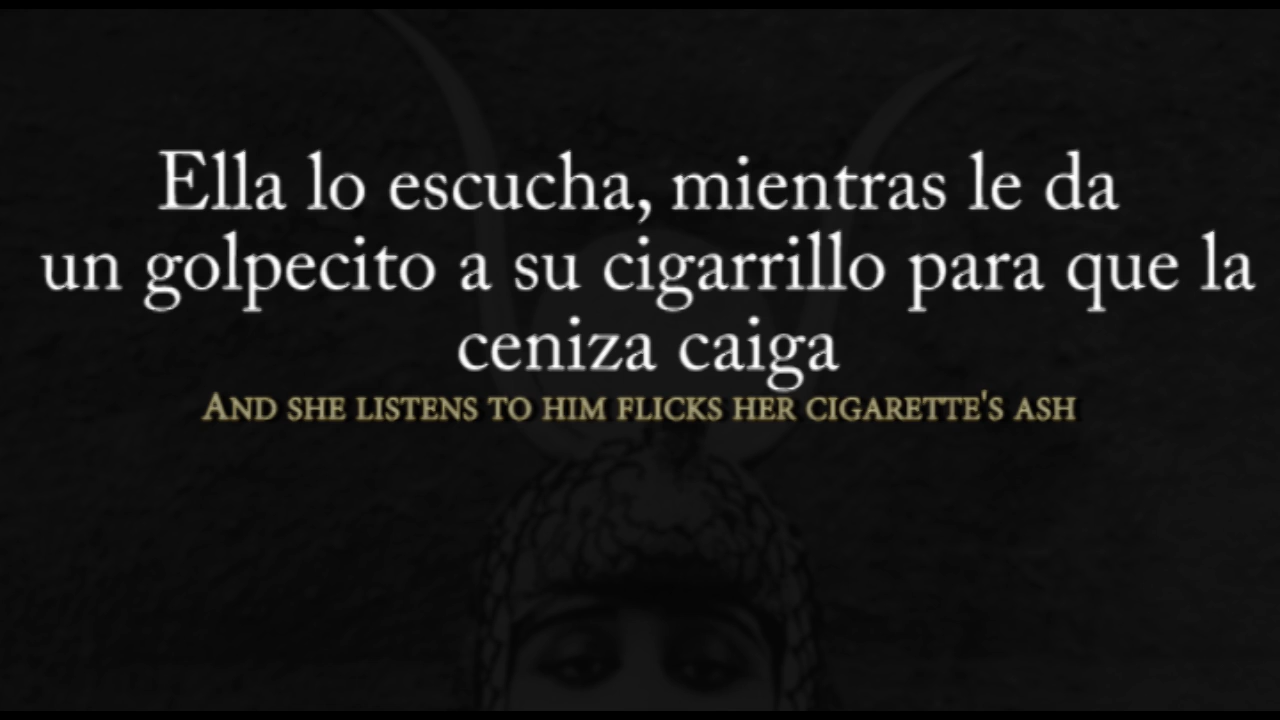 Ella lo escucha, mientras le da
un golpecito a su cigarrillo para que la
ceniza caiga
AND SHE LISTENS TO HIM FLICKS HER CIGARETTE'S ASH